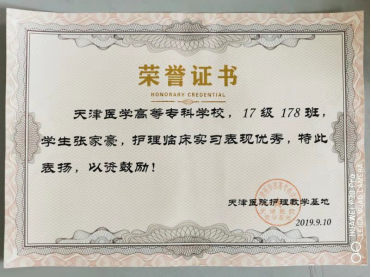 荣誉证书
HONORARY CREDENTIAL
天津医学高等专科学校，17级178班，
学生张家豪，护理临床实习表现优秀，特此
表扬，以资鼓励！
天津医院护理教学基地
2019.9.10